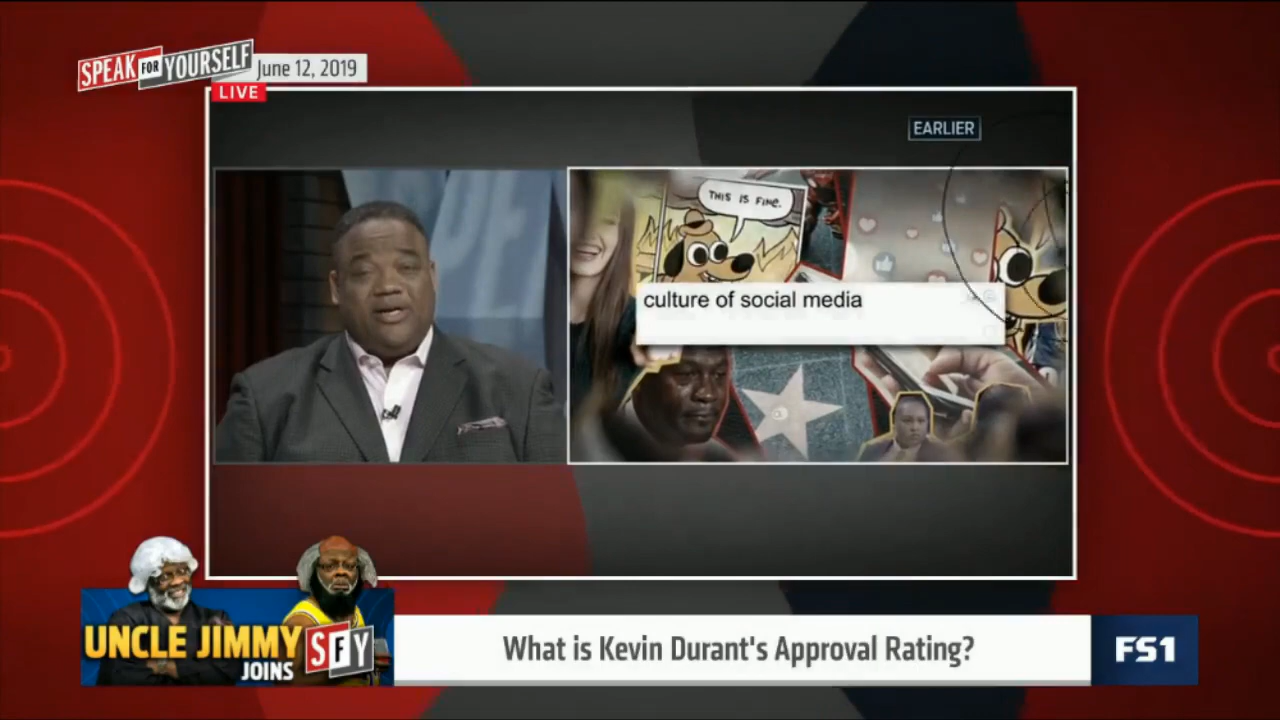 SPEAK FOR YOURSELF
June 12, 2019
LIVE
EARLIER
THIS IS FINE.
culture of social media
UNCLE JIMMY
JOINS
SFY
What is Kevin Durant's Approval Rating?
FS1